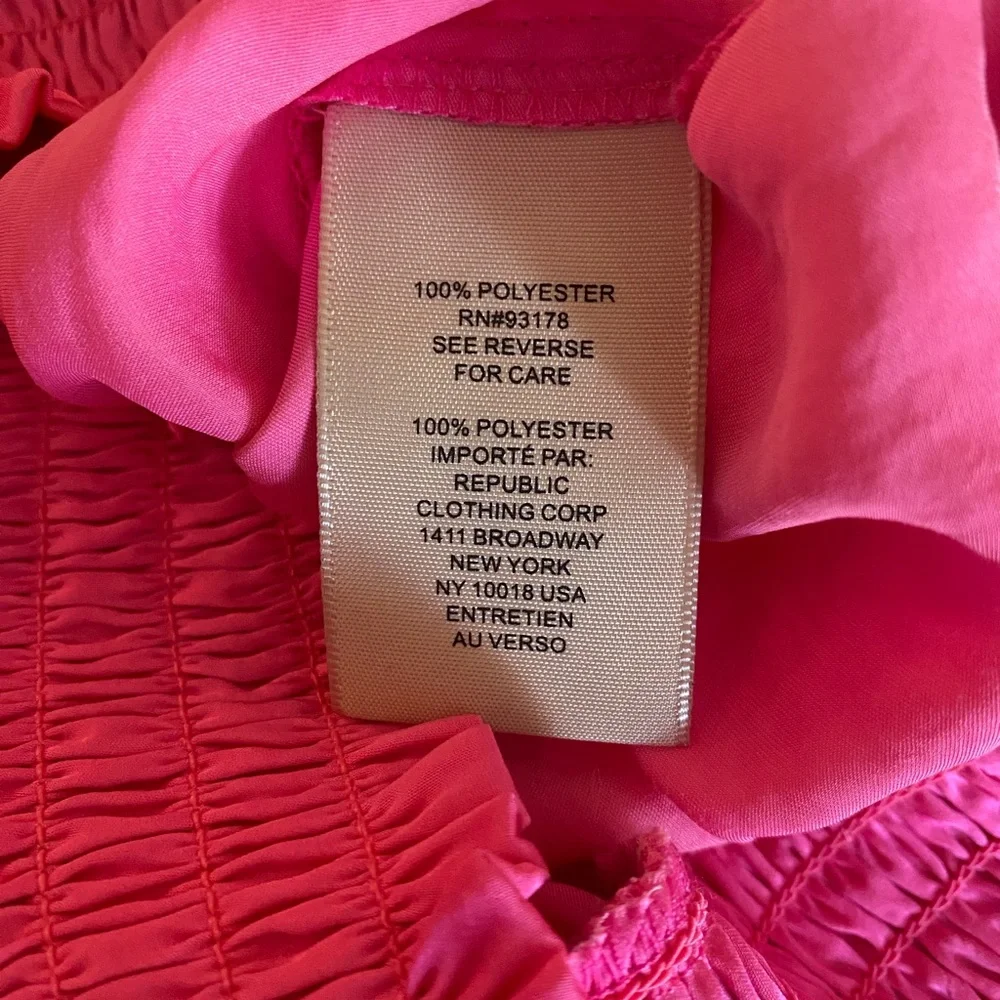 100% POLYESTER
RN#93178
SEE REVERSE
FOR CARE
100% POLYESTER
IMPORTÉ PAR:
REPUBLIC
CLOTHING CORP
1411 BROADWAY
NEW YORK
NY 10018 USA
ENTRETIEN
AU VERSO